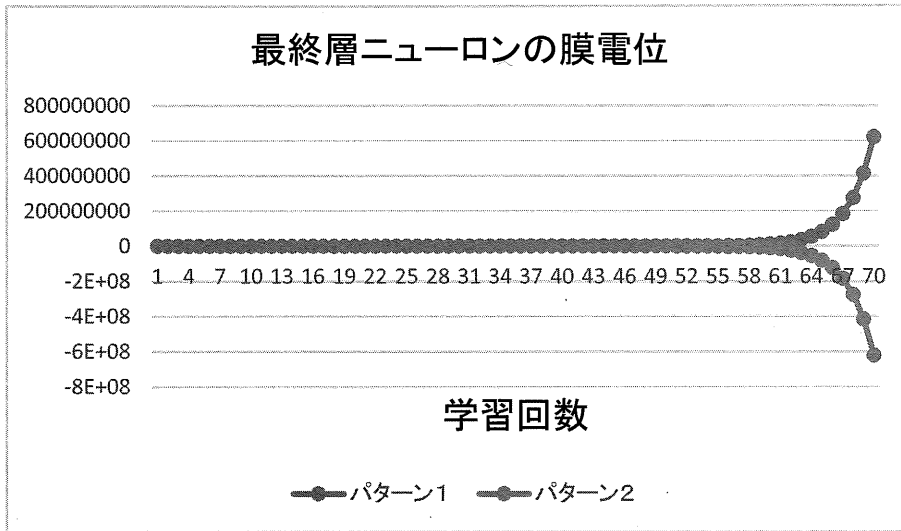 最終層ニューロンの膜電位
800000000
600000000
400000000
200000000
0
-2E+08
-4E+08
-6E+08
-8E+08
1 4 7 10 13 16 19 22 25 28 31 34 37 40 43 46 49 52 55 58 61 64 67 70
学習回数
パターン1 パターン2